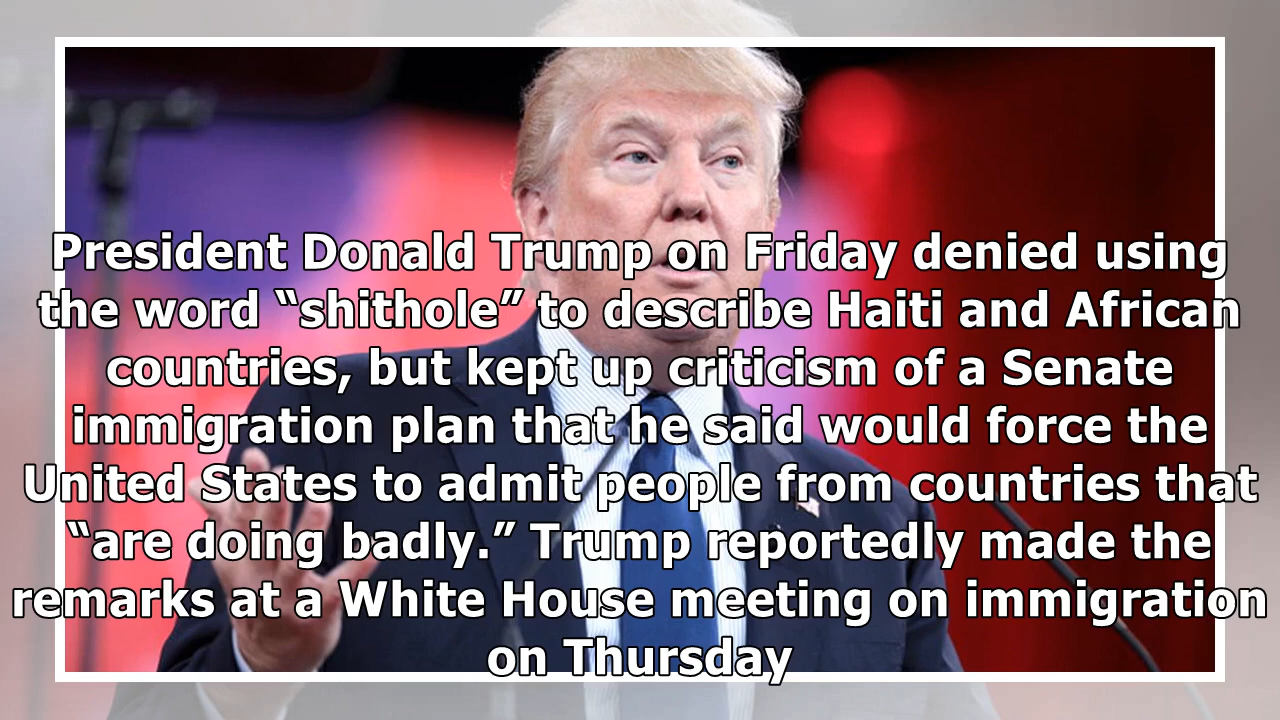 President Donald Trump on Friday denied using
the word “shithole” to describe Haiti and African
countries, but kept up criticism of a Senate
immigration plan that he said would force the
United States to admit people from countries that
“are doing badly.” Trump reportedly made the
remarks at a White House meeting on immigration
on Thursday